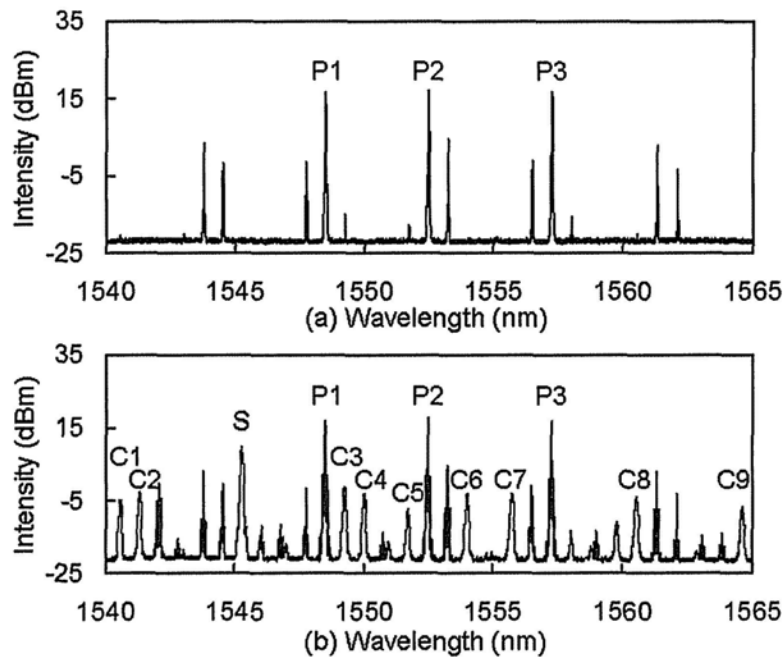 35
P1 P2 P3
15
Intensity (dBm)
-5
-25
1540 1545 1550 1555 1560 1565
(a) Wavelength (nm)
35
P1 P2 P3
S
15
C1 C2 C3 C4 C5 C6 C7 C8 C9
Intensity (dBm)
-5
-25
1540 1545 1550 1555 1560 1565
(b) Wavelength (nm)